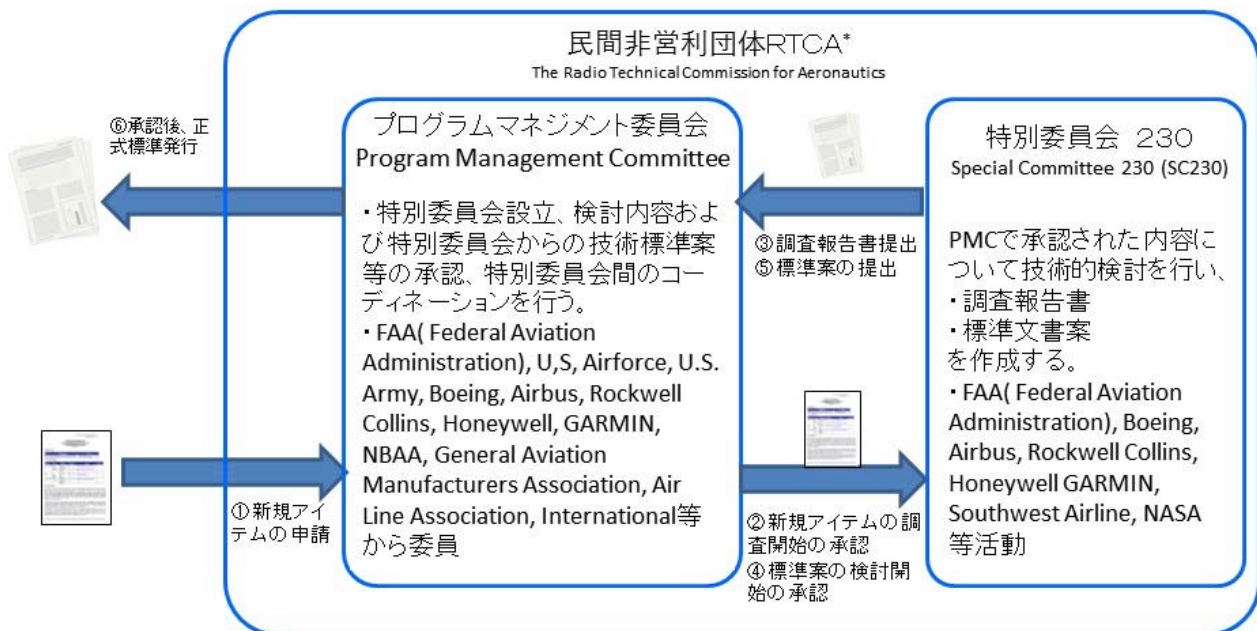 民間非営利団体RTCA*
The Radio Technical Commission for Aeronautics
⑥承認後、正
式標準発行
プログラムマネジメント委員会
Program Management Committee
・特別委員会設立、検討内容およ
び特別委員会からの技術標準案
等の承認、特別委員会間のコー
ディネーションを行う。
・FAA( Federal Aviation
Administration), U,S, Airforce, U.S.
Army, Boeing, Airbus, Rockwell
Collins, Honeywell, GARMIN,
NBAA, General Aviation
Manufacturers Association, Air
Line Association, International等
から委員
①新規アイ
テムの申請
③調査報告書提出
⑤標準案の提出
②新規アイテムの調
査開始の承認
④標準案の検討開
始の承認
特別委員会 230
Special Committee 230 (SC230)
PMCで承認された内容に
ついて技術的検討を行い、
・調査報告書
・標準文書案
を作成する。
・FAA( Federal Aviation
Administration), Boeing,
Airbus, Rockwell Collins,
Honeywell GARMIN,
Southwest Airline, NASA
等活動